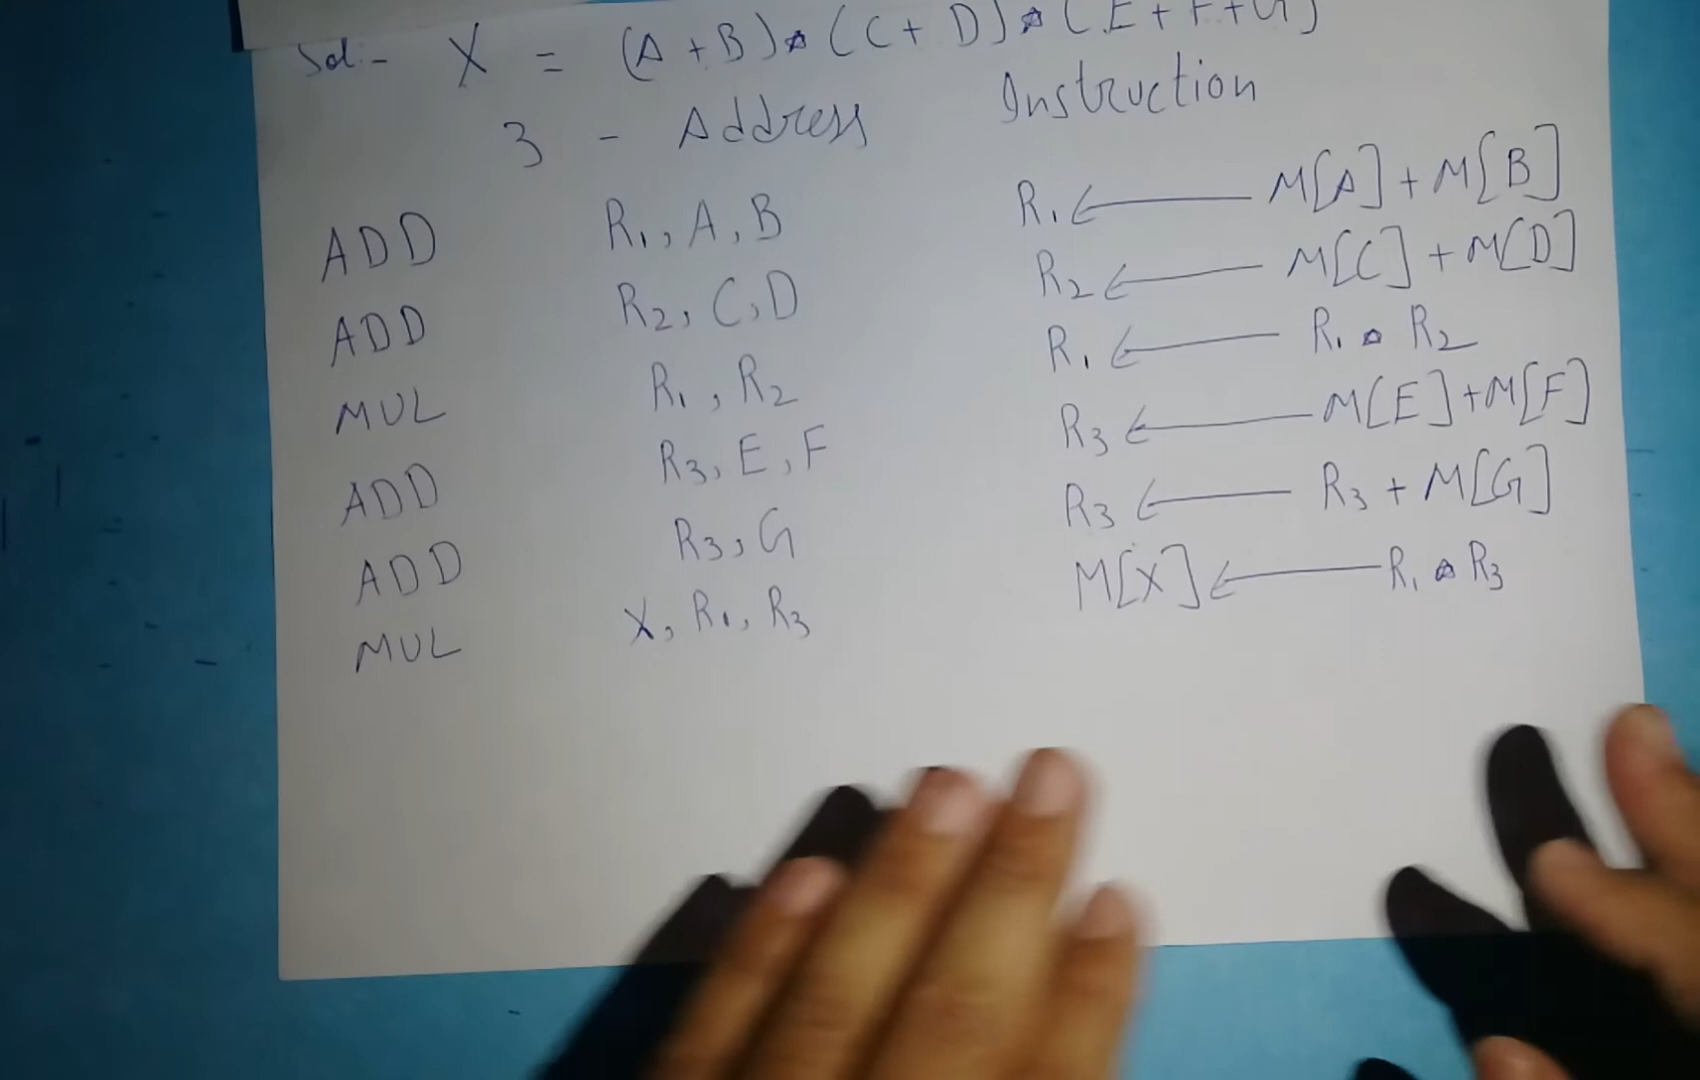 Sol:- X = (A + B) * (C + D) * (E + F + G)
3 - Address Instruction
ADD R1, A, B R1 ← M[A] + M[B]
ADD R2, C, D R2 ← M[C] + M[D]
MUL R1, R2 R1 ← R1 * R2
ADD R3, E, F R3 ← M[E] + M[F]
ADD R3, G R3 ← R3 + M[G]
MUL X, R1, R3 M[X] ← R1 * R3